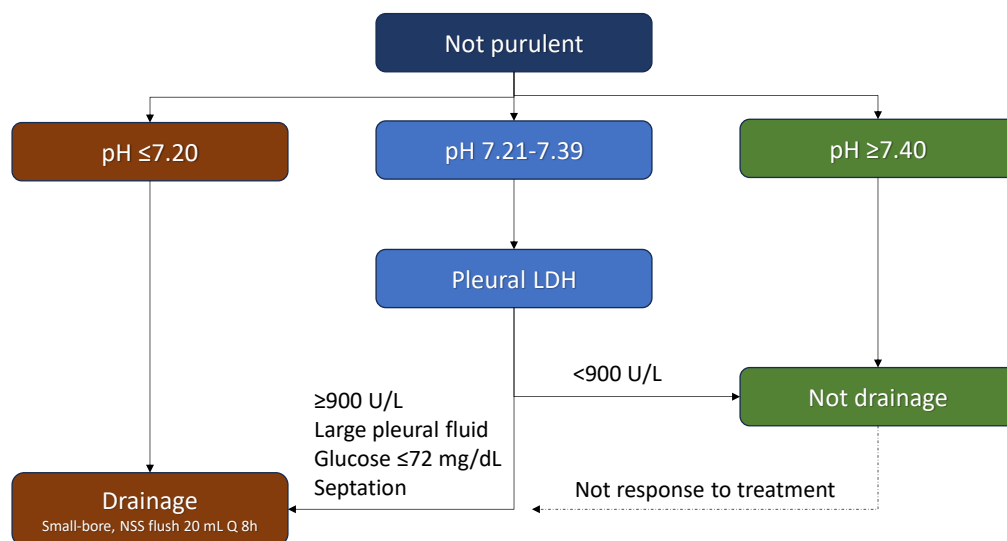 Not purulent
pH ≤7.20
pH 7.21-7.39
pH ≥7.40
Pleural LDH
<900 U/L
≥900 U/L
Large pleural fluid
Glucose ≤72 mg/dL
Septation
Not drainage
Not response to treatment
Drainage
Small-bore, NSS flush 20 mL Q 8h